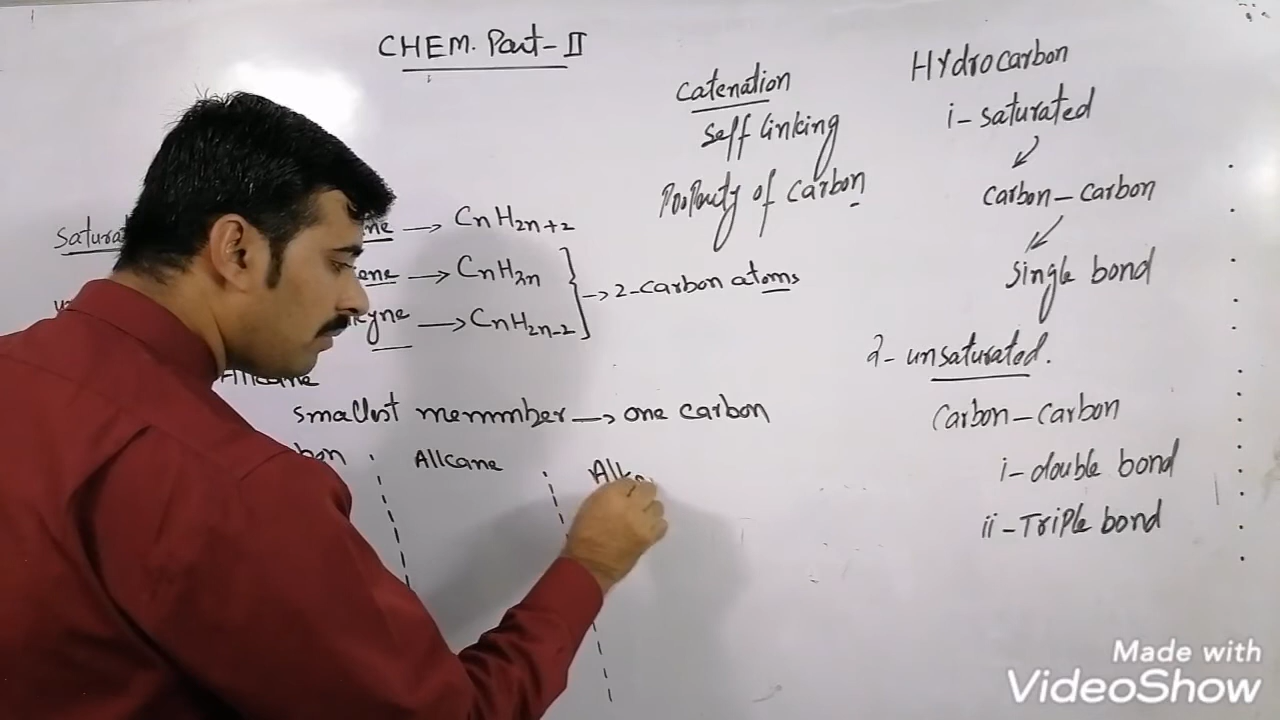 CHEM. Part-II
Catenation
Self linking
Property of carbon
Hydrocarbon
i- saturated
carbon-carbon
single bond
2- unsaturated.
Carbon-carbon
i- double bond
ii- Triple bond
→ CnH2n+2
→ CnH2n
→ CnH2n-2
→ 2-carbon atoms
Alkane
smallest memmber → one carbon
Alkane
Made with
VideoShow